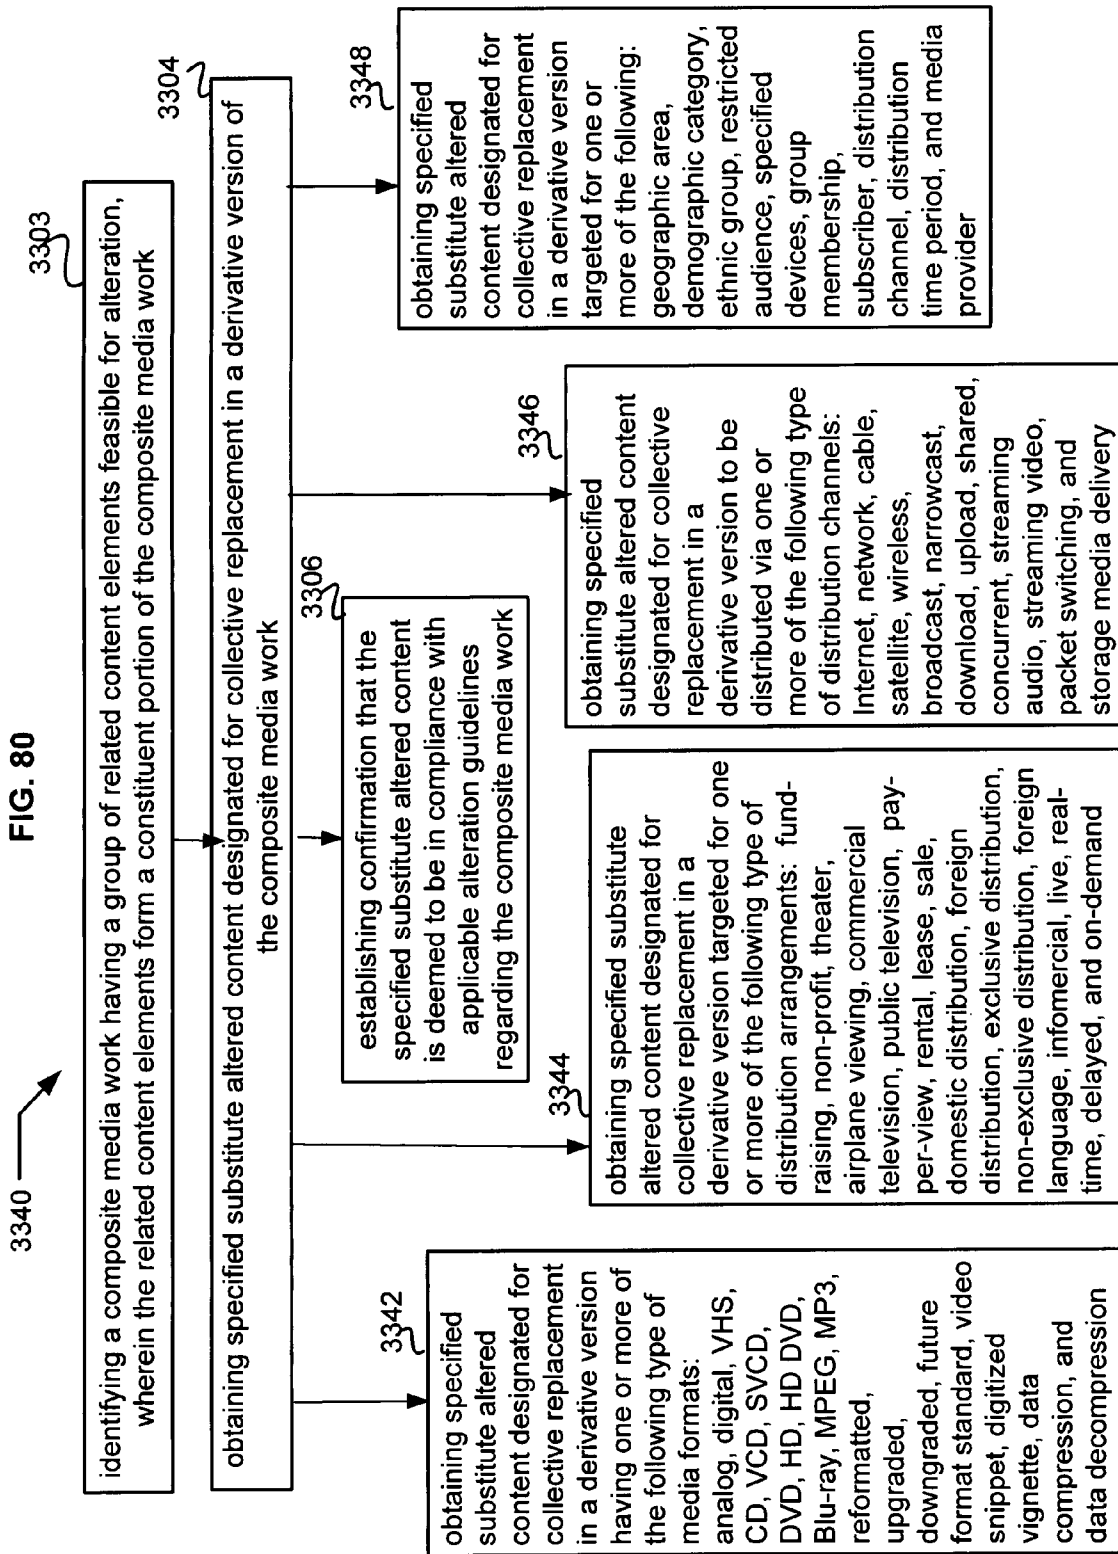 FIG. 80
3340
3303
identifying a composite media work having a group of related content elements feasible for alteration,
wherein the related content elements form a constituent portion of the composite media work
3304
obtaining specified substitute altered content designated for collective replacement in a derivative version of
the composite media work
3306
establishing confirmation that the
specified substitute altered content
is deemed to be in compliance with
applicable alteration guidelines
regarding the composite media work
3342
obtaining specified
substitute altered
content designated for
collective replacement
in a derivative version
having one or more of
the following type of
media formats:
analog, digital, VHS,
CD, VCD, SVCD,
DVD, HD, HD DVD,
Blu-ray, MPEG, MP3,
reformatted,
upgraded,
downgraded, future
format standard, video
snippet, digitized
vignette, data
compression, and
data decompression
3344
obtaining specified substitute
altered content designated for
collective replacement in a
derivative version targeted for one
or more of the following type of
distribution arrangements: fund-
raising, non-profit, theater,
airplane viewing, commercial
television, public television, pay-
per-view, rental, lease, sale,
domestic distribution, foreign
distribution, exclusive distribution,
non-exclusive distribution, foreign
language, infomercial, live, real-
time, delayed, and on-demand
3346
obtaining specified
substitute altered content
designated for collective
replacement in a
derivative version to be
distributed via one or
more of the following type
of distribution channels:
Internet, network, cable,
satellite, wireless,
broadcast, narrowcast,
download, upload, shared,
concurrent, streaming
audio, streaming video,
packet switching, and
storage media delivery
3348
obtaining specified
substitute altered
content designated for
collective replacement
in a derivative version
targeted for one or
more of the following:
geographic area,
demographic category,
ethnic group, restricted
audience, specified
devices, group
membership,
subscriber, distribution
channel, distribution
time period, and media
provider